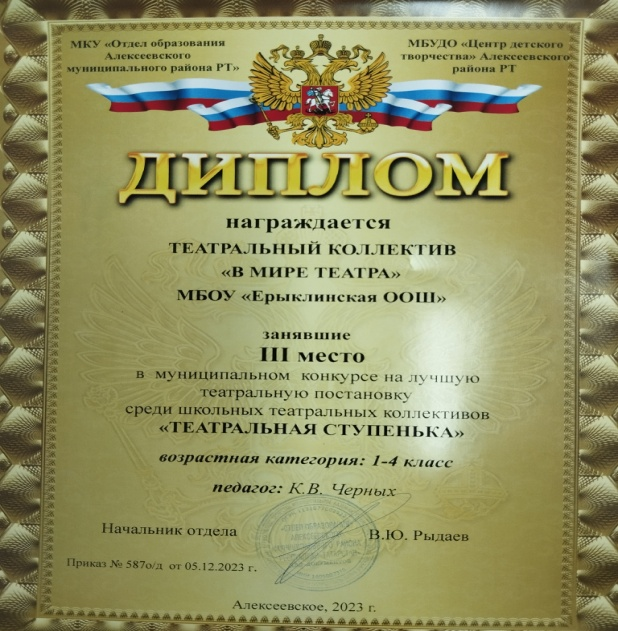 МКУ «Отдел образования
Алексеевского
муниципального района РТ»
МБУДО «Центр детского
творчества» Алексеевского
района РТ
ДИПЛОМ
награждается
ТЕАТРАЛЬНЫЙ КОЛЛЕКТИВ
«В МИРЕ ТЕАТРА»
МБОУ «Ерыклинская ООШ»
занявшие
III место
в муниципальном конкурсе на лучшую
театральную постановку
среди школьных театральных коллективов
«ТЕАТРАЛЬНАЯ СТУПЕНЬКА»
возрастная категория: 1-4 класс
педагог: К.В. Черных
Начальник отдела В.Ю. Рыдаев
Приказ № 587о/д от 05.12.2023 г.
Алексеевское, 2023 г.